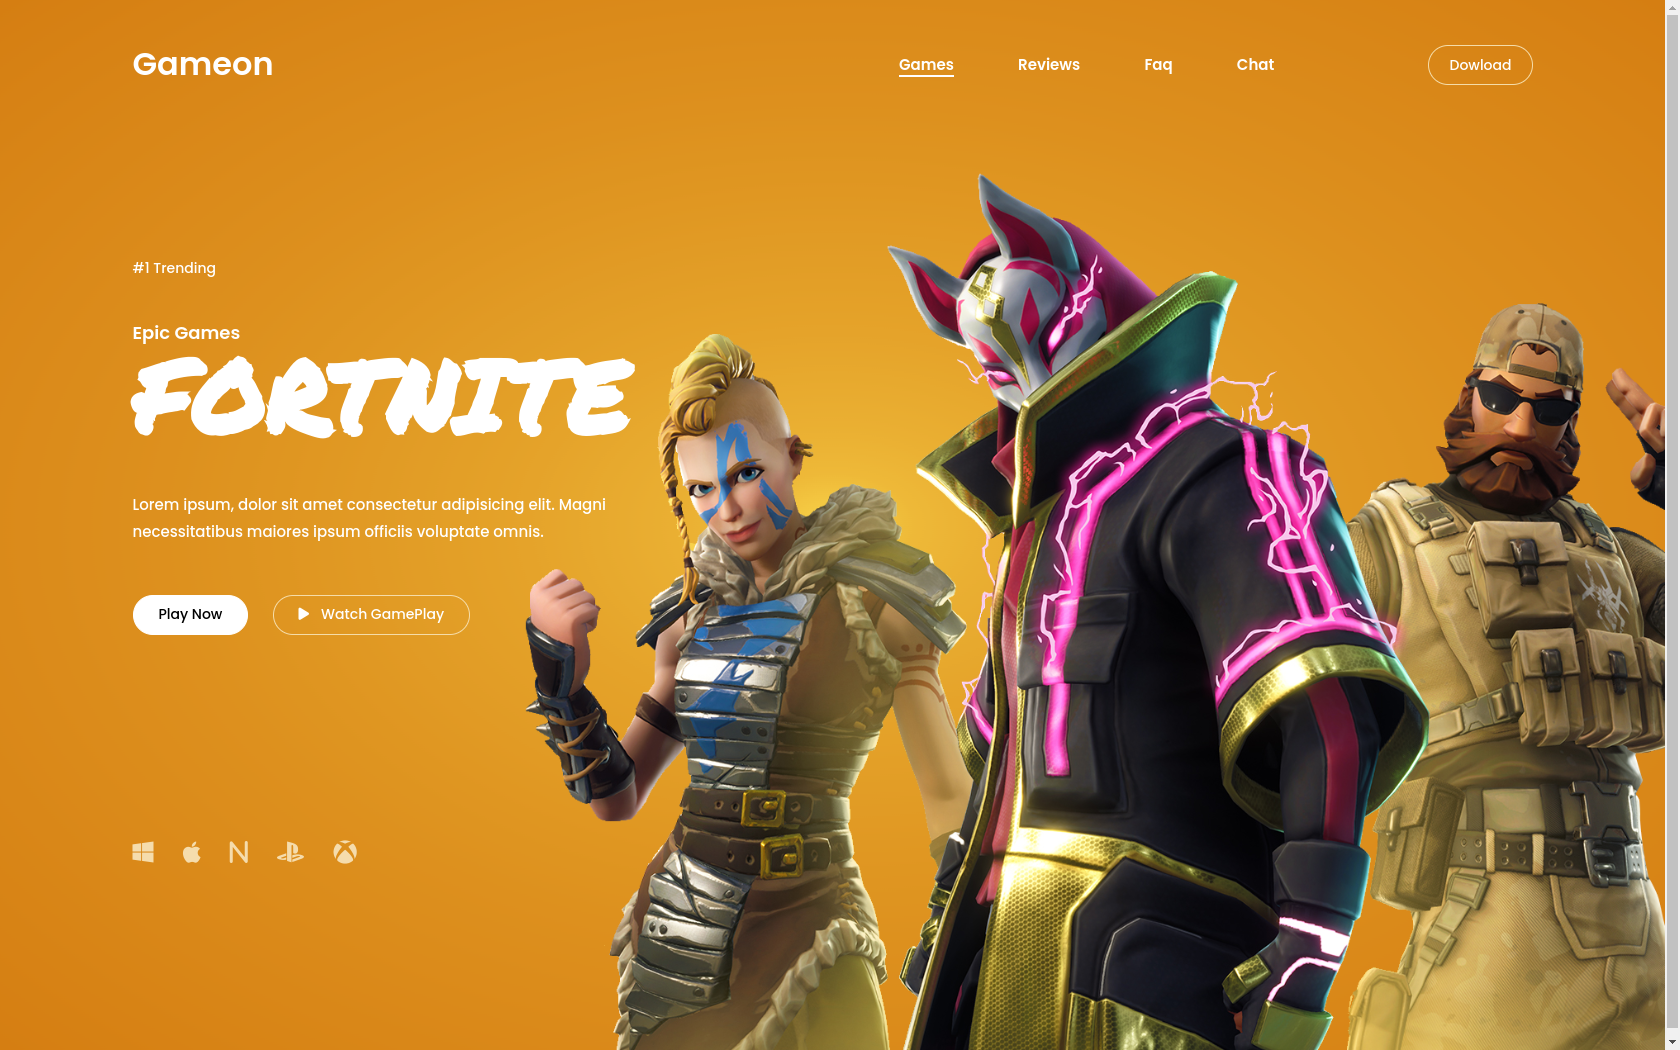 Gameon
Games
Reviews
Faq
Chat
Dowload
#1 Trending
Epic Games
FORTNITE
Lorem ipsum, dolor sit amet consectetur adipisicing elit. Magni
necessitatibus maiores ipsum officiis voluptate omnis.
Play Now
Watch GamePlay